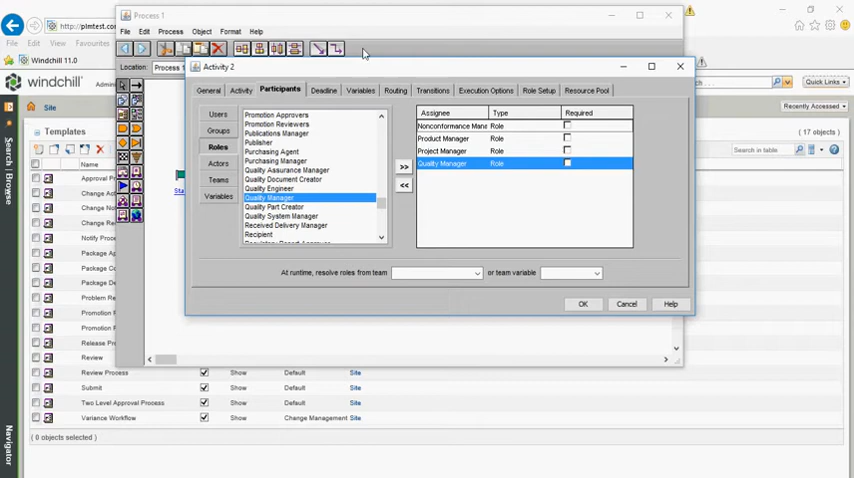 Process 1
http://plmtest.com
File Edit View Favourites
Windchill 11.0
File Edit Process Object Format Help
Location: Process
windchill
Quick Links
Site
Recently Accessed
Templates
(17 objects)
Search in table
Name
Search | Browse
Navigator
Activity 2
General Activity Participants Deadline Variables Routing Transitions Execution Options Role Setup Resource Pool
Users
Groups
Roles
Actors
Teams
Variables
Promotion Approvers
Promotion Reviewers
Publications Manager
Publisher
Purchasing Agent
Purchasing Manager
Quality Assurance Manager
Quality Document Creator
Quality Engineer
Quality Manager
Quality Part Creator
Quality System Manager
Received Delivery Manager
Recipient
>>
<<
Assignee Type Required
Nonconformance Mana Role
Product Manager Role
Project Manager Role
Quality Manager Role
At runtime, resolve roles from team or team variable
OK Cancel Help
Sta
Approval
Change Ac
Change No
Change Re
Notify Proce
Package Ap
Package De
Problem Re
Promotion
Promotion
Release Pr
Review
Review Process Show Default Site
Submit Show Default Site
Two Level Approval Process Show Default Site
Variance Workflow Show Change Management Site
( 0 objects selected )